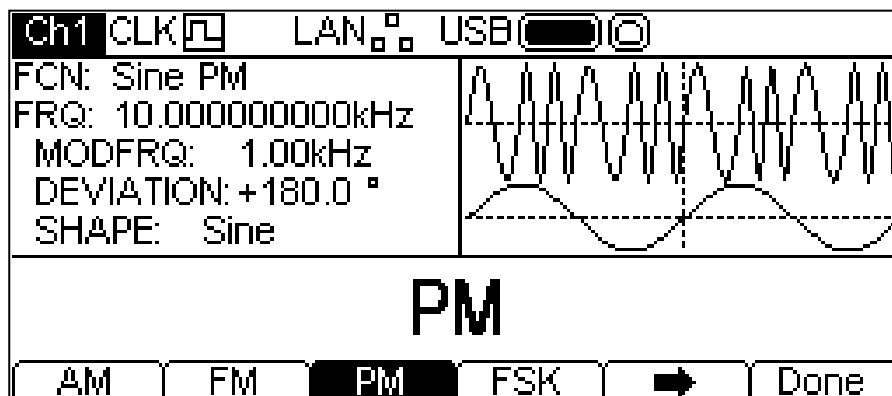 Ch1 CLK LAN USB
FCN: Sine PM
FRQ: 10.000000000kHz
MODFRQ: 1.00kHz
DEVIATION: +180.0 °
SHAPE: Sine
PM
AM FM PM FSK ➡ Done